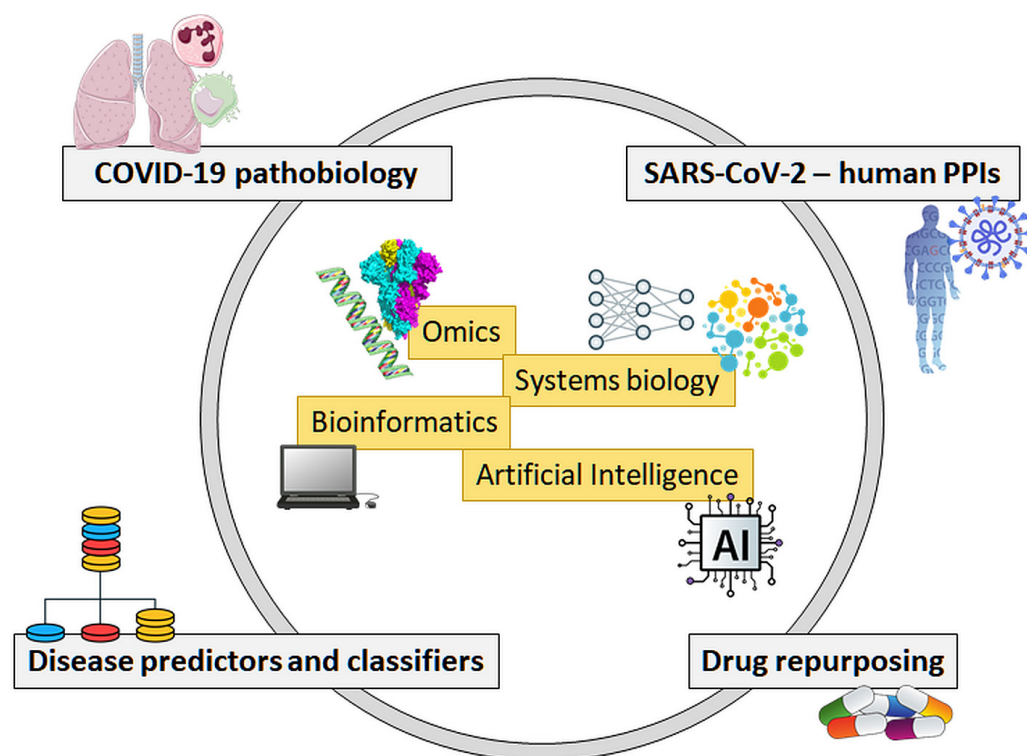 COVID-19 pathobiology
SARS-CoV-2 – human PPIs
Omics
Systems biology
Bioinformatics
Artificial Intelligence
AI
Disease predictors and classifiers
Drug repurposing